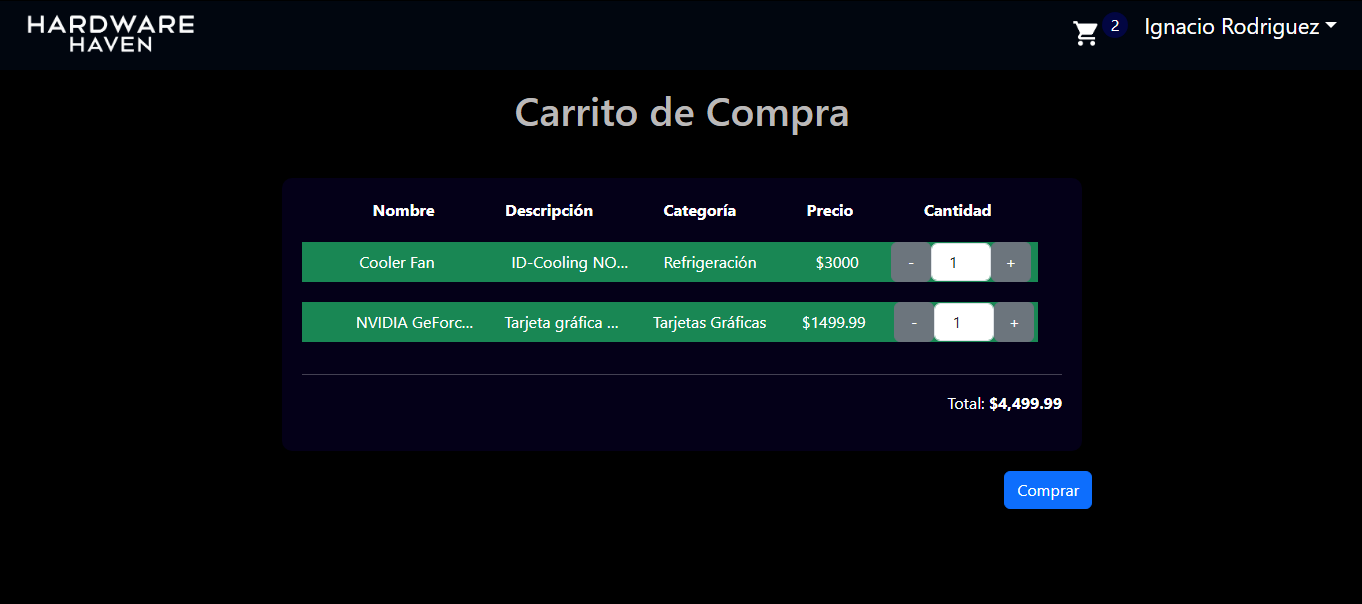 HARDWARE
HAVEN
2
Ignacio Rodriguez
Carrito de Compra
Nombre Descripción Categoría Precio Cantidad
Cooler Fan ID-Cooling NO... Refrigeración $3000 - 1 +
NVIDIA GeForc... Tarjeta gráfica ... Tarjetas Gráficas $1499.99 - 1 +
Total: $4,499.99
Comprar